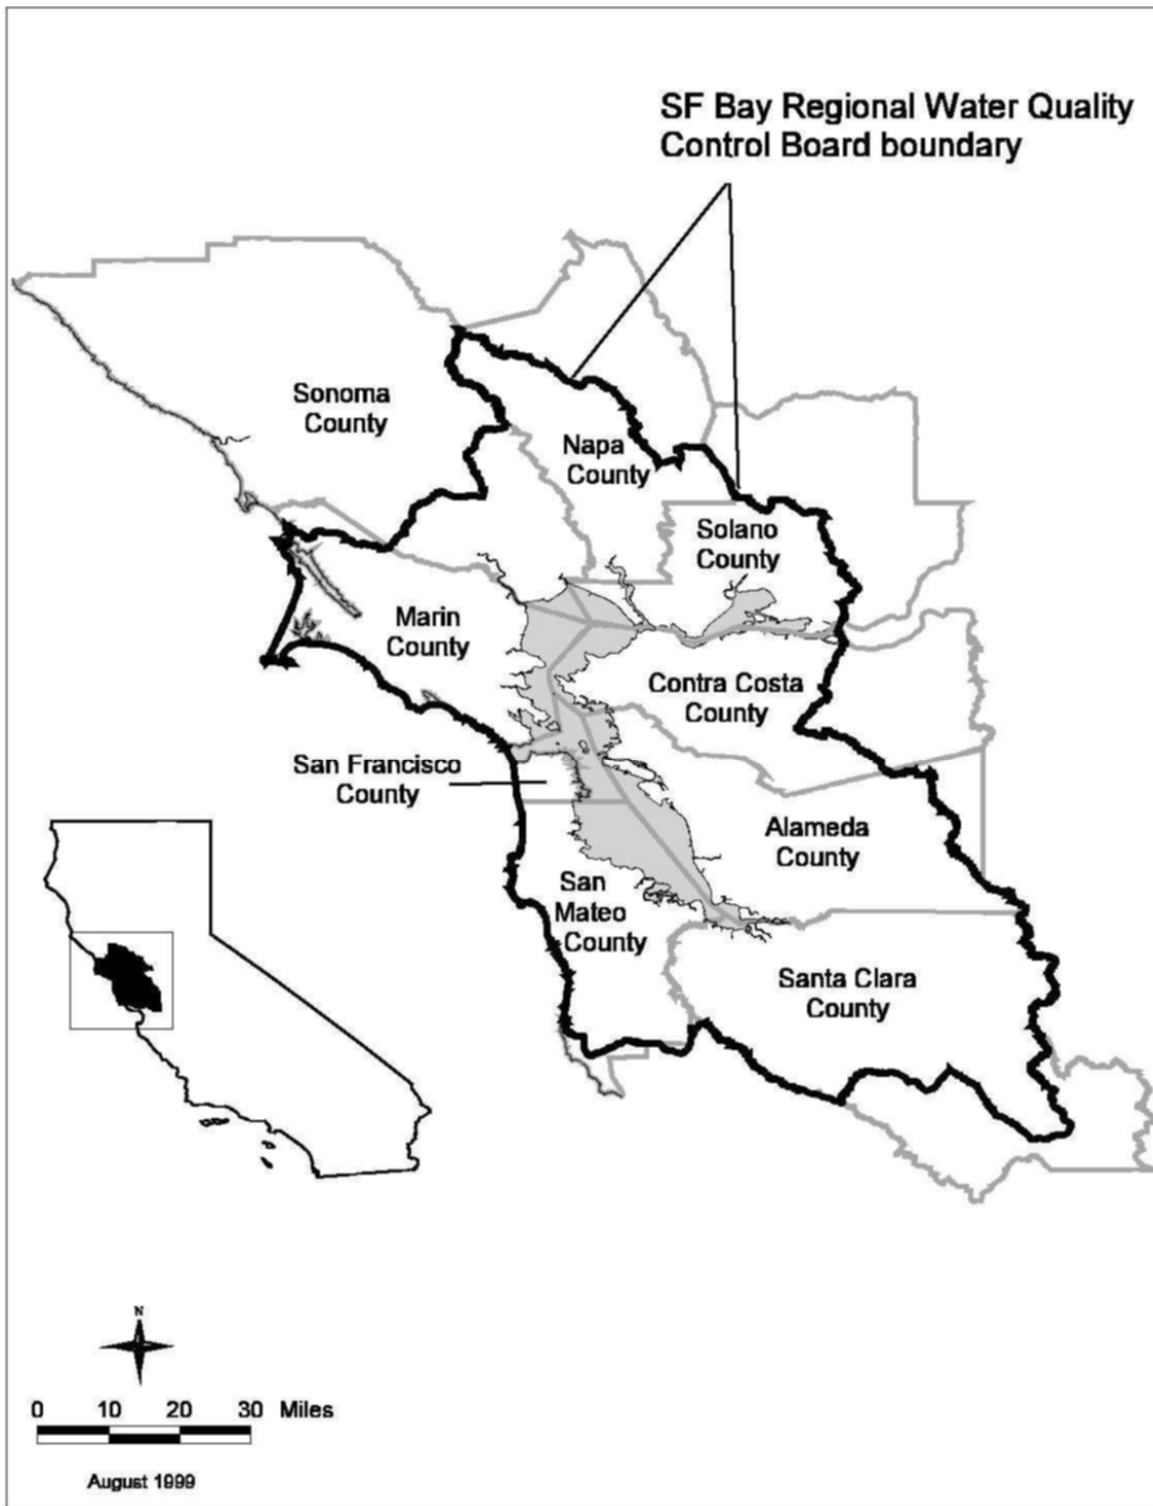 SF Bay Regional Water Quality
Control Board boundary
Sonoma
County
Napa
County
Solano
County
Marin
County
Contra Costa
County
San Francisco
County
Alameda
County
San
Mateo
County
Santa Clara
County
N
0 10 20 30 Miles
August 1999